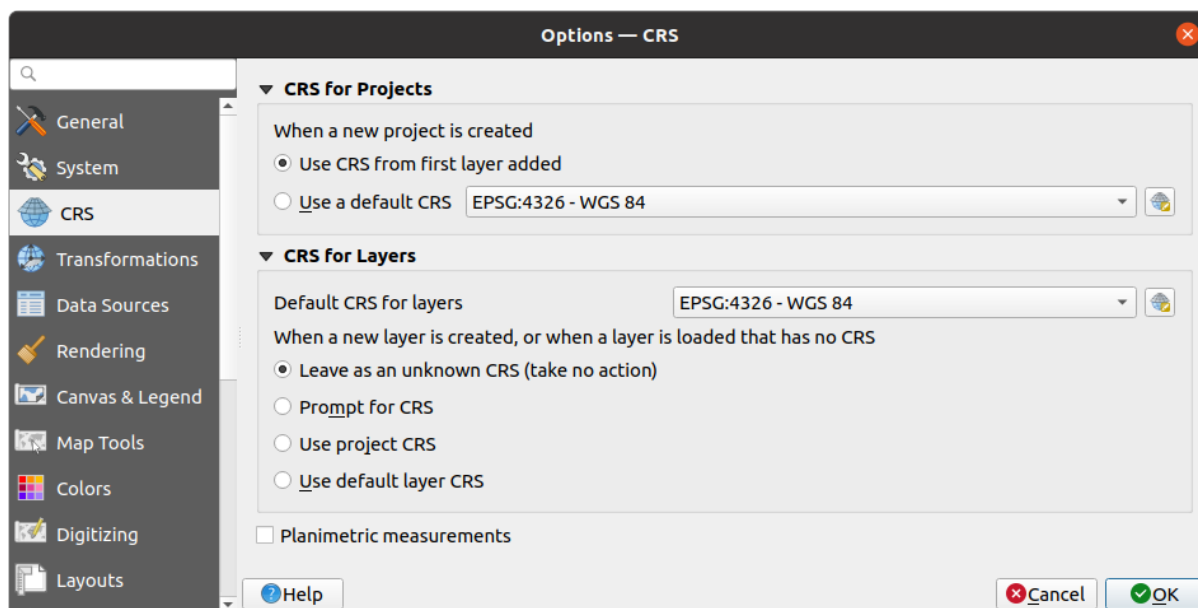 Options — CRS
General
System
CRS
Transformations
Data Sources
Rendering
Canvas & Legend
Map Tools
Colors
Digitizing
Layouts
CRS for Projects
When a new project is created
Use CRS from first layer added
Use a default CRS EPSG:4326 - WGS 84
CRS for Layers
Default CRS for layers EPSG:4326 - WGS 84
When a new layer is created, or when a layer is loaded that has no CRS
Leave as an unknown CRS (take no action)
Prompt for CRS
Use project CRS
Use default layer CRS
Planimetric measurements
Help Cancel OK